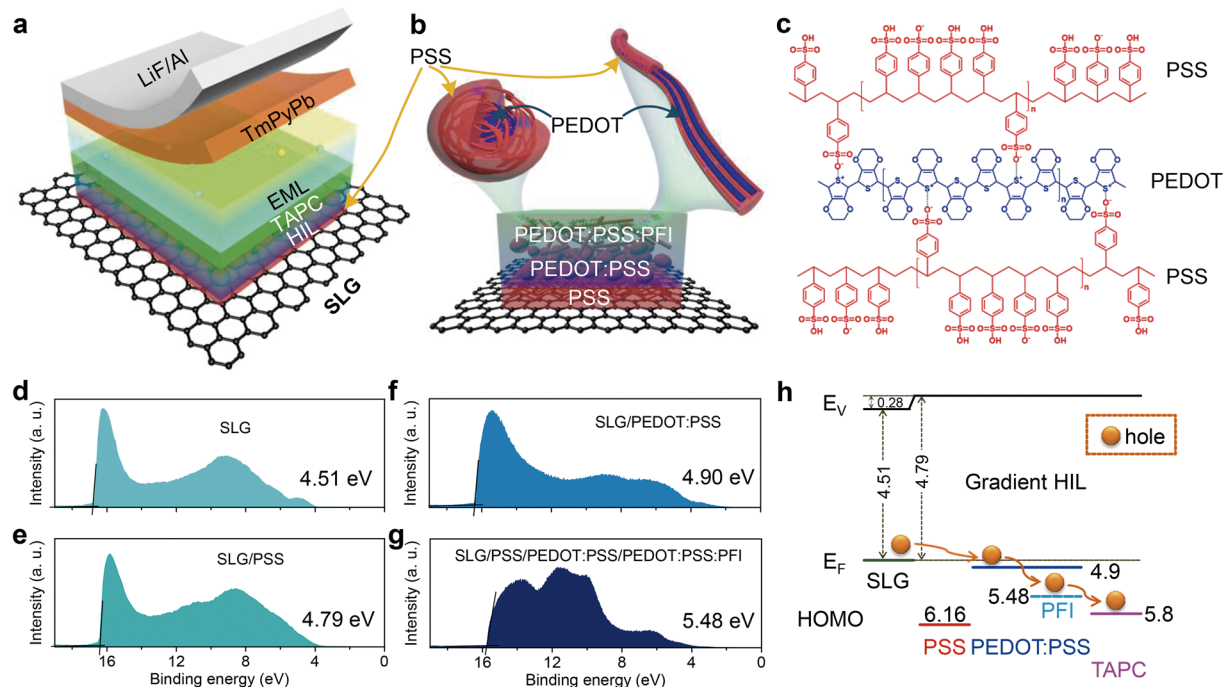 a
LiF/Al
TmPyPb
EML
TAPC
HIL
SLG
b
PSS
PEDOT
PEDOT:PSS:PFI
PEDOT:PSS
PSS
c
PSS
PEDOT
PSS
OH
O
S
O⁻
S⁺
n
d
SLG
4.51 eV
Intensity (a. u.)
e
SLG/PSS
4.79 eV
Intensity (a. u.)
16 12 8 4 0
Binding energy (eV)
f
SLG/PEDOT:PSS
4.90 eV
Intensity (a. u.)
g
SLG/PSS/PEDOT:PSS/PEDOT:PSS:PFI
5.48 eV
Intensity (a. u.)
16 12 8 4 0
Binding energy (eV)
h
E_V
0.28
hole
4.51
4.79
Gradient HIL
E_F
SLG
4.9
5.48
PFI
5.8
HOMO
6.16
PSS
PEDOT:PSS
TAPC